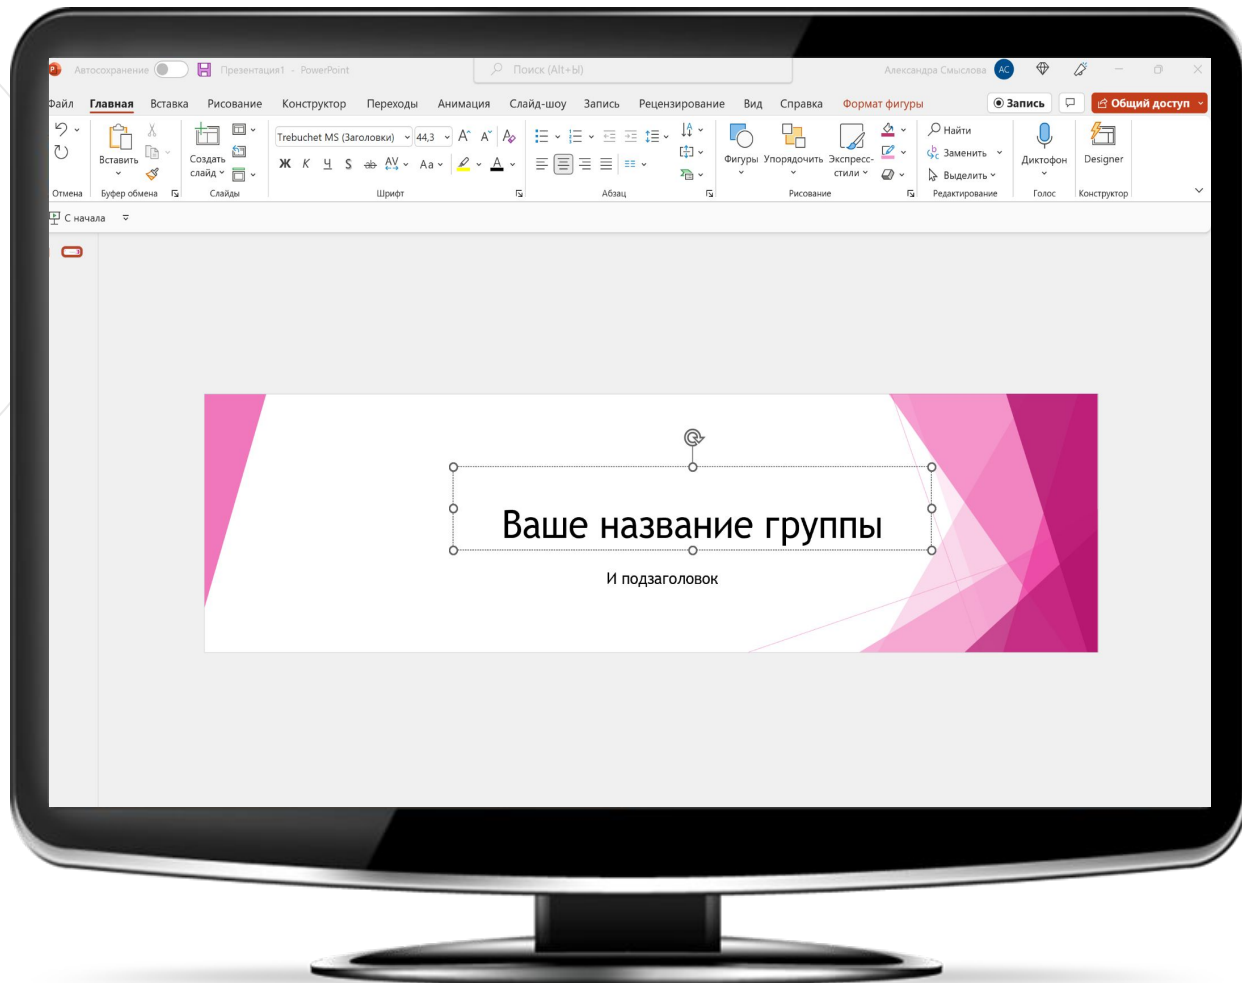 Автосохранение Презентация1 - PowerPoint Поиск (Alt+Ы) Александра Смыслова АС
Файл Главная Вставка Рисование Конструктор Переходы Анимация Слайд-шоу Запись Рецензирование Вид Справка Формат фигуры Запись Общий доступ
Trebuchet MS (Заголовки) 44,3 Найти
Вставить Создать слайд Ж К Ч S ab AV Aa А Фигуры Упорядочить Экспресс-стили Заменить Диктофон Designer
Выделить
Отмена Буфер обмена Слайды Шрифт Абзац Рисование Редактирование Голос Конструктор
С начала
Ваше название группы
И подзаголовок